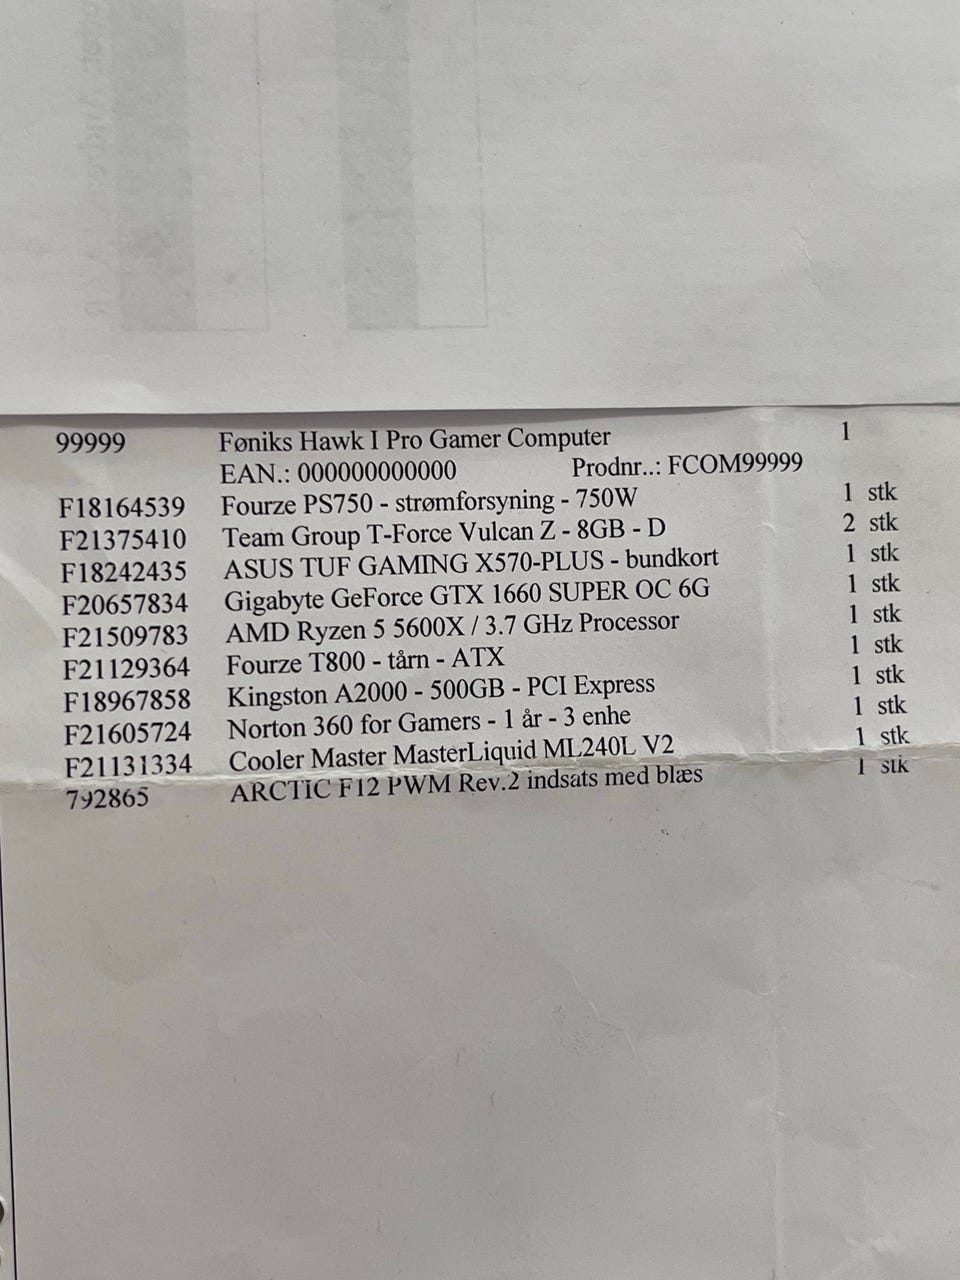 99999 Føniks Hawk I Pro Gamer Computer 1
EAN.: 000000000000 Prodnr..: FCOM99999
F18164539 Fourze PS750 - strømforsyning - 750W 1 stk
F21375410 Team Group T-Force Vulcan Z - 8GB - D 2 stk
F18242435 ASUS TUF GAMING X570-PLUS - bundkort 1 stk
F20657834 Gigabyte GeForce GTX 1660 SUPER OC 6G 1 stk
F21509783 AMD Ryzen 5 5600X / 3.7 GHz Processor 1 stk
F21129364 Fourze T800 - tårn - ATX 1 stk
F18967858 Kingston A2000 - 500GB - PCI Express 1 stk
F21605724 Norton 360 for Gamers - 1 år - 3 enhe 1 stk
F21131334 Cooler Master MasterLiquid ML240L V2 1 stk
792865 ARCTIC F12 PWM Rev.2 indsats med blæs 1 stk